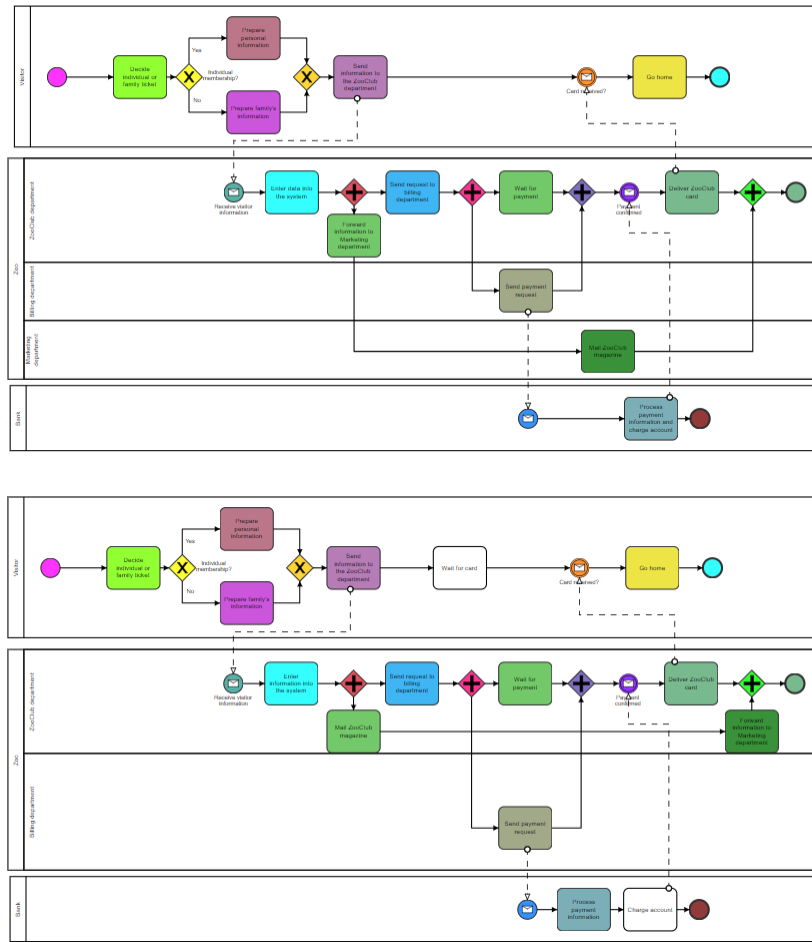 Visitor
Decide
individual or
family ticket
Yes
No
Individual
membership?
Prepare
personal
information
Prepare family's
information
Send
information to
the ZooClub
department
Card received?
Go home
Zoo
ZooClub department
Receive visitor
information
Enter data into
the system
Forward
information to
Marketing
department
Send request to
billing
department
Wait for
payment
Payment
confirmed
Deliver ZooClub
card
Billing department
Send payment
request
Marketing
department
Mail ZooClub
magazine
Bank
Process
payment
information and
charge account
Visitor
Decide
individual or
family ticket
Yes
No
Individual
membership?
Prepare
personal
information
Prepare family's
information
Send
information to
the ZooClub
department
Wait for card
Card received?
Go home
Zoo
ZooClub department
Receive visitor
information
Enter
information into
the system
Mail ZooClub
magazine
Send request to
billing
department
Wait for
payment
Payment
confirmed
Deliver ZooClub
card
Forward
information to
Marketing
department
Billing department
Send payment
request
Bank
Process
payment
information
Charge account